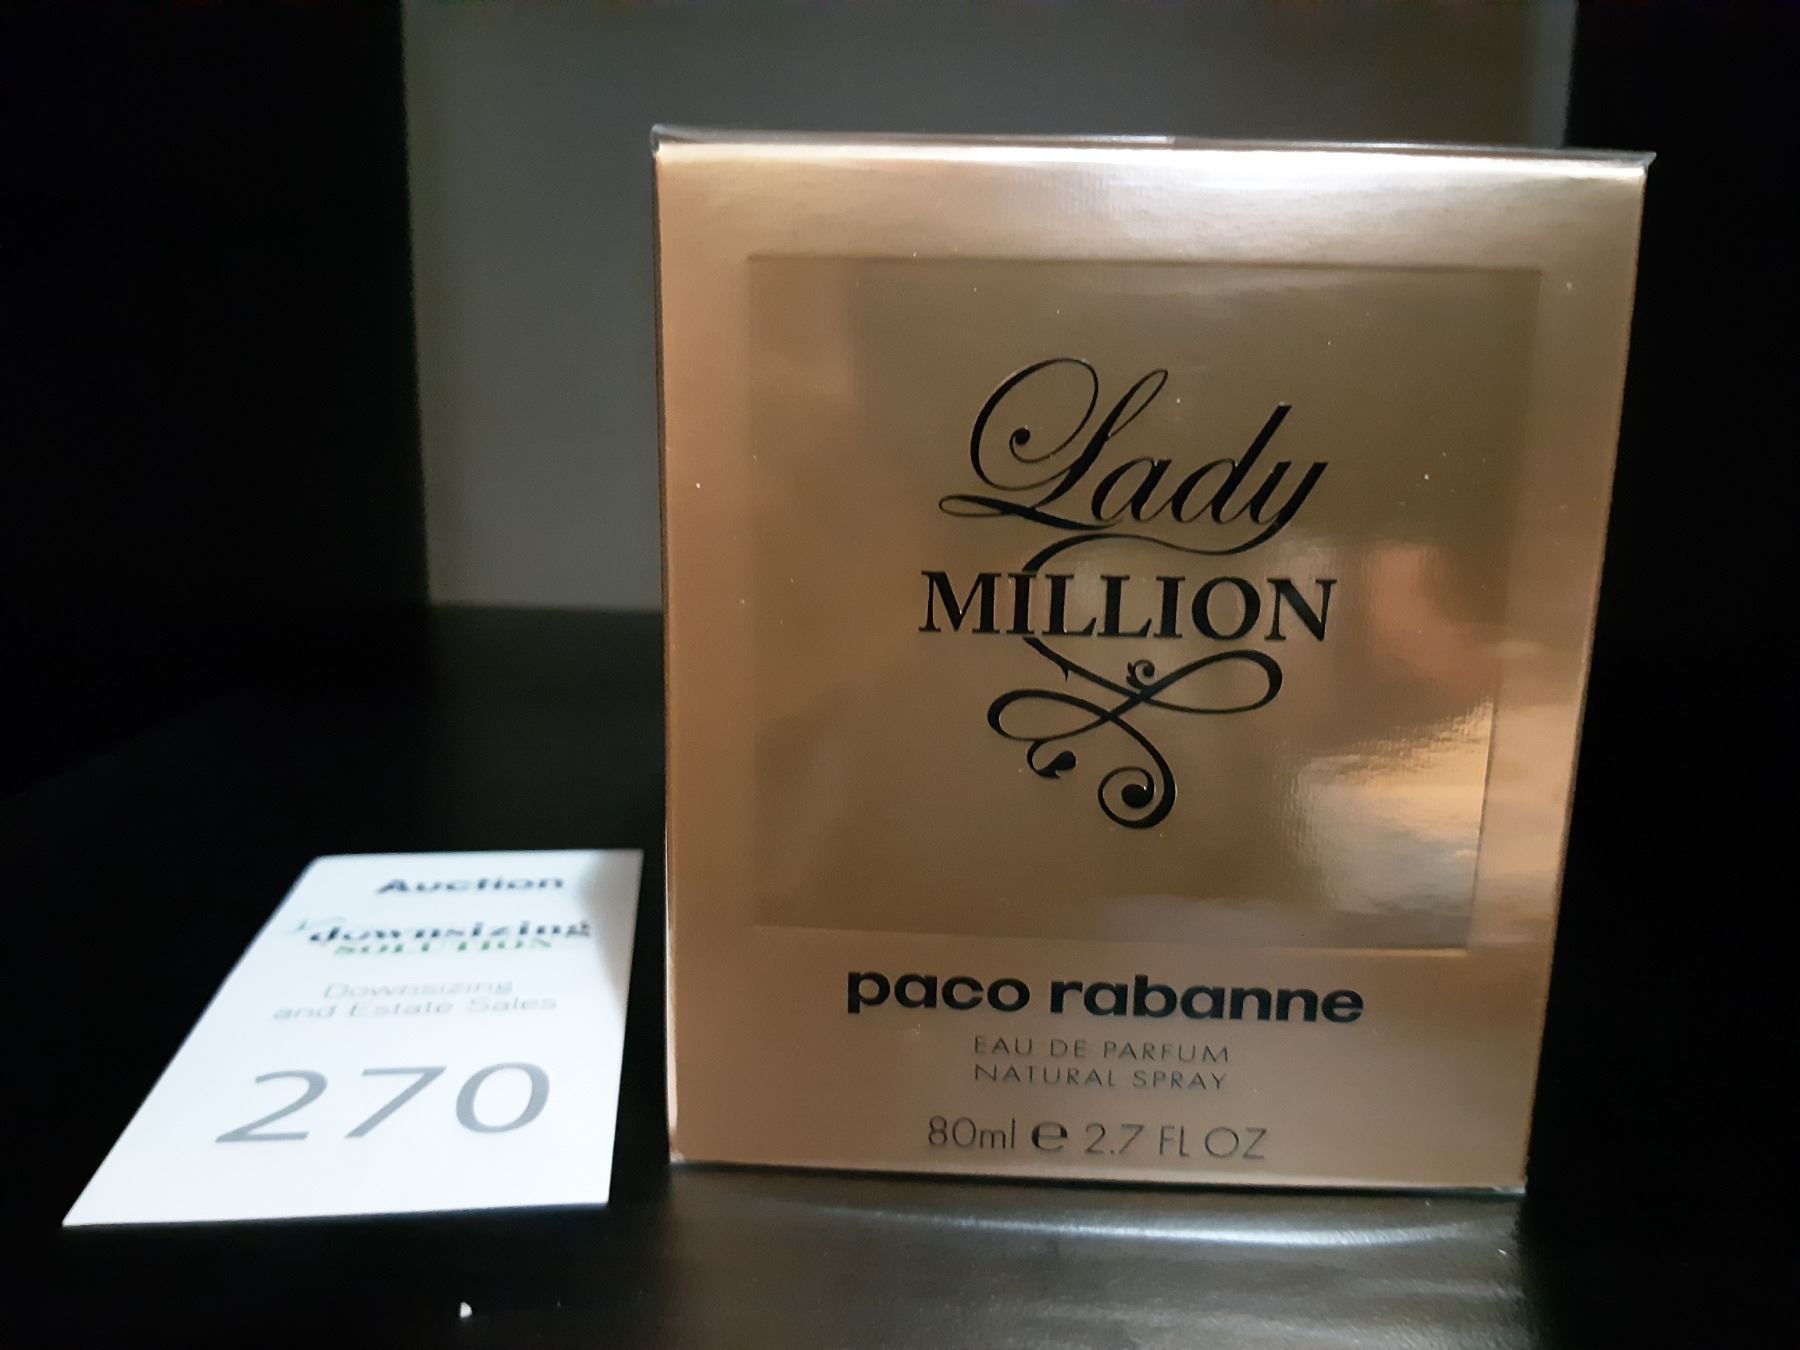 Lady
MILLION
paco rabanne
EAU DE PARFUM
NATURAL SPRAY
80ml e 2.7 FL OZ
Auction
downsizing
SOLUTION
Downsizing
and Estate Sales
270